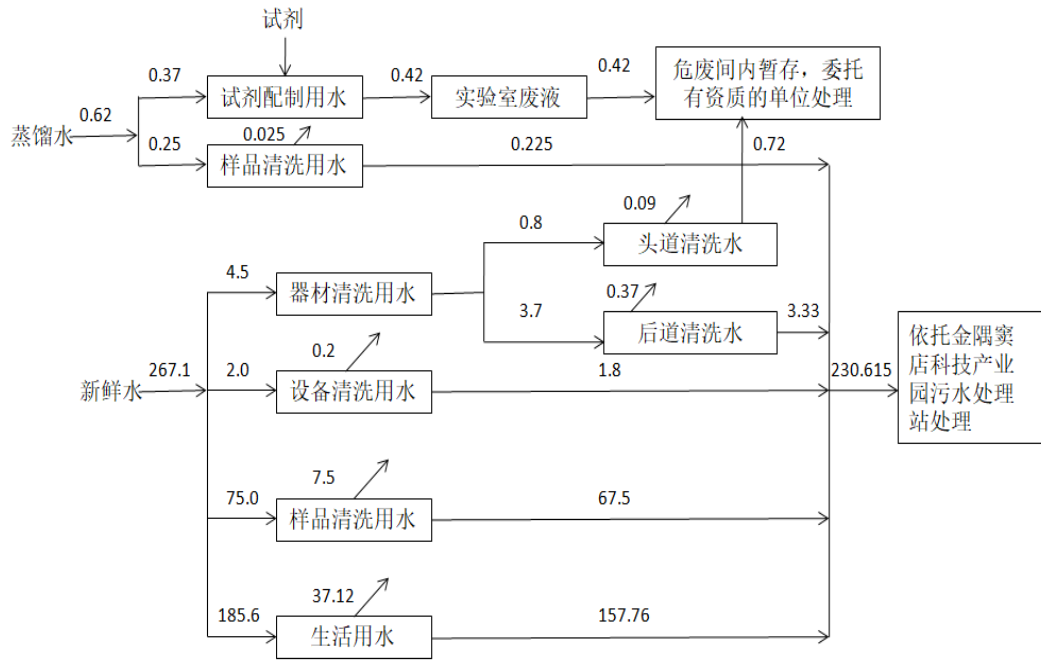 试剂
0.37
0.42
0.42
危废间内暂存，委托
有资质的单位处理
试剂配制用水
实验室废液
蒸馏水
0.62
0.25
0.025
0.225
0.72
样品清洗用水
0.09
0.8
头道清洗水
4.5
器材清洗用水
0.37
3.7
3.33
后道清洗水
0.2
新鲜水
267.1
2.0
设备清洗用水
1.8
230.615
依托金隅窦
店科技产业
园污水处理
站处理
7.5
75.0
样品清洗用水
67.5
37.12
185.6
生活用水
157.76